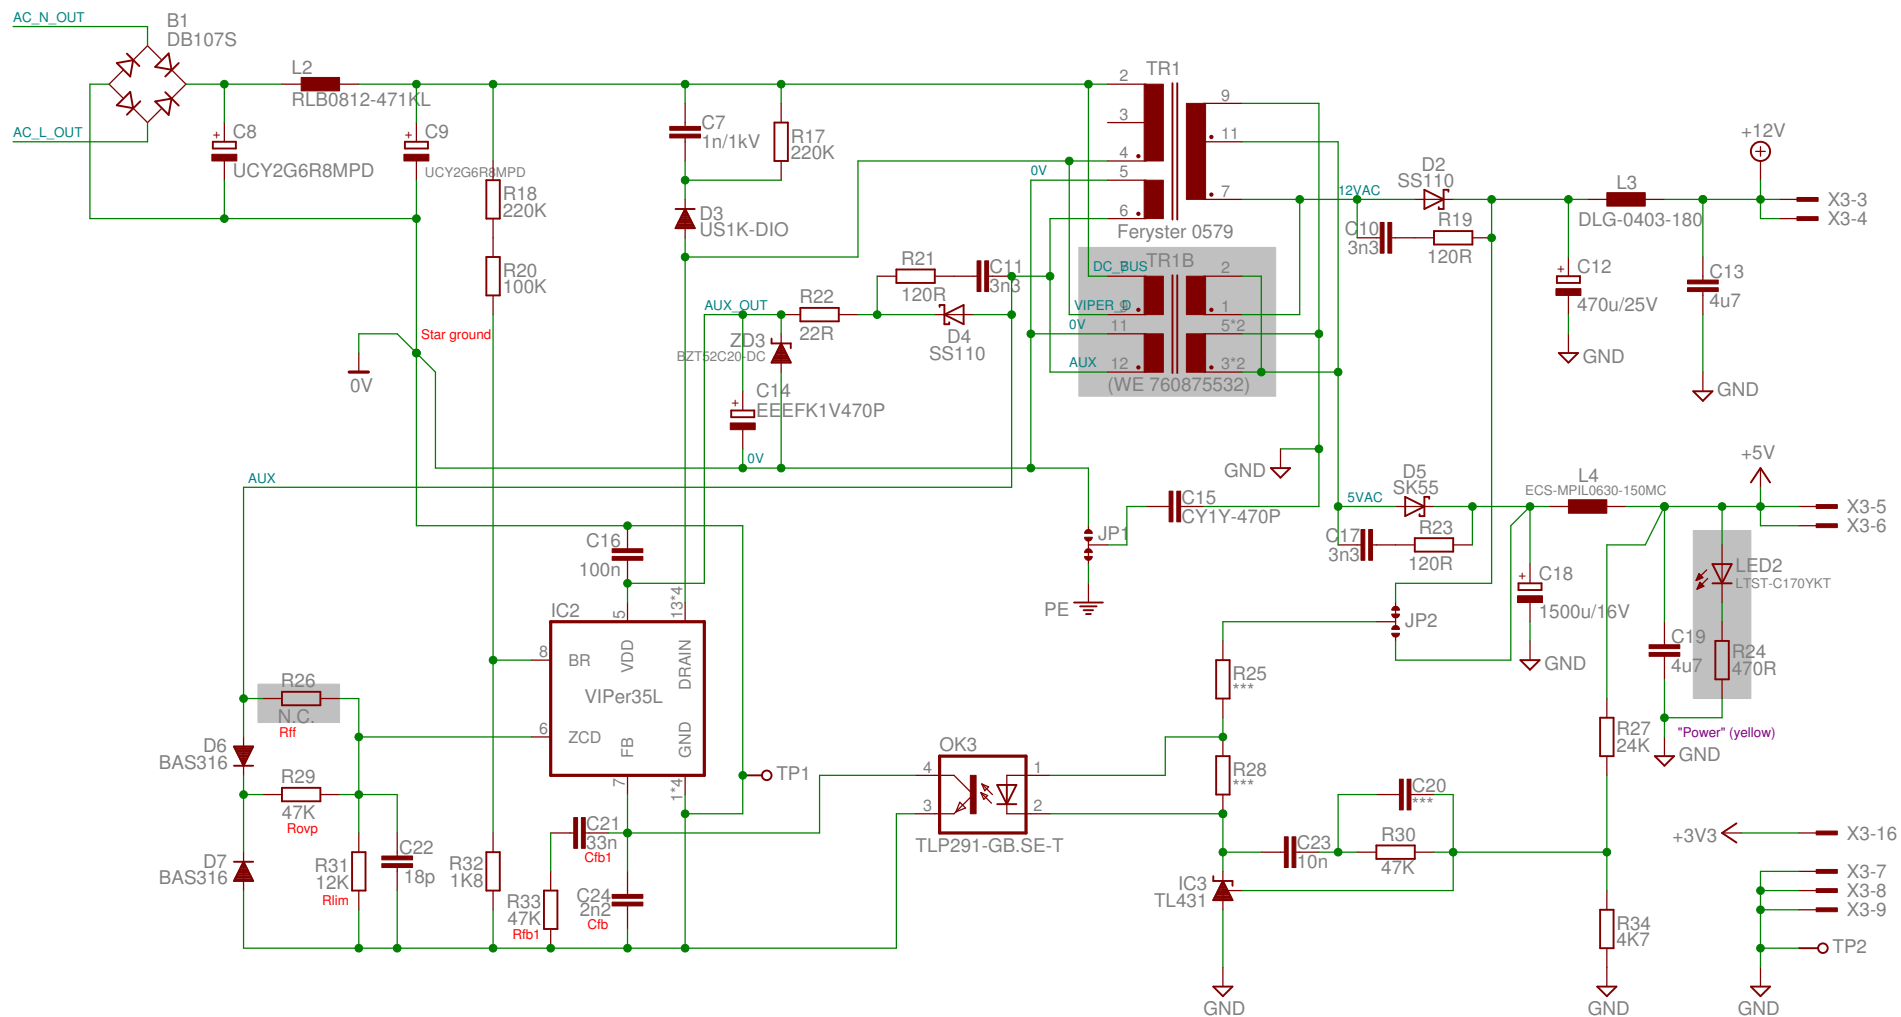 AC_N_OUT
B1
DB107S
AC_L_OUT
L2
RLB0812-471KL
+
C8
UCY2G6R8MPD
+
C9
UCY2G6R8MPD
R18
220K
R20
100K
Star ground
0V
C7
1n/1kV
R17
220K
D3
US1K-DIO
TR1
2
3
4
5
6
9
11
7
0V
Feryster 0579
TR1B
DC_BUS
VIPER_D
9
0V
11
AUX
12
2
1
5*2
3*2
(WE 760875532)
R21
120R
C11
3n3
AUX_OUT
R22
22R
D4
SS110
ZD3
BZT52C20-DC
+
C14
EEEFK1V470P
0V
12VAC
D2
SS110
C10
3n3
R19
120R
+
C12
470u/25V
GND
L3
DLG-0403-180
C13
4u7
GND
+12V
X3-3
X3-4
GND
AUX
C15
CY1Y-470P
JP1
PE
5VAC
D5
SK55
C17
3n3
R23
120R
+
C18
1500u/16V
GND
L4
ECS-MPIL0630-150MC
+5V
X3-5
X3-6
LED2
LTST-C170YKT
C19
4u7
R24
470R
"Power" (yellow)
GND
JP2
C16
100n
IC2
5
13*4
8
BR
VDD
DRAIN
VIPer35L
6
ZCD
FB
GND
7
1*4
TP1
R26
N.C.
Rff
D6
BAS316
R29
47K
Rovp
D7
BAS316
R31
12K
Rlim
C22
18p
R32
1K8
C21
33n
Cfb1
R33
47K
Rfb1
C24
2n2
Cfb
OK3
4
3
1
2
TLP291-GB.SE-T
R25
***
R28
***
C20
***
C23
10n
R30
47K
IC3
TL431
GND
R27
24K
R34
4K7
GND
+3V3
X3-16
X3-7
X3-8
X3-9
TP2
GND